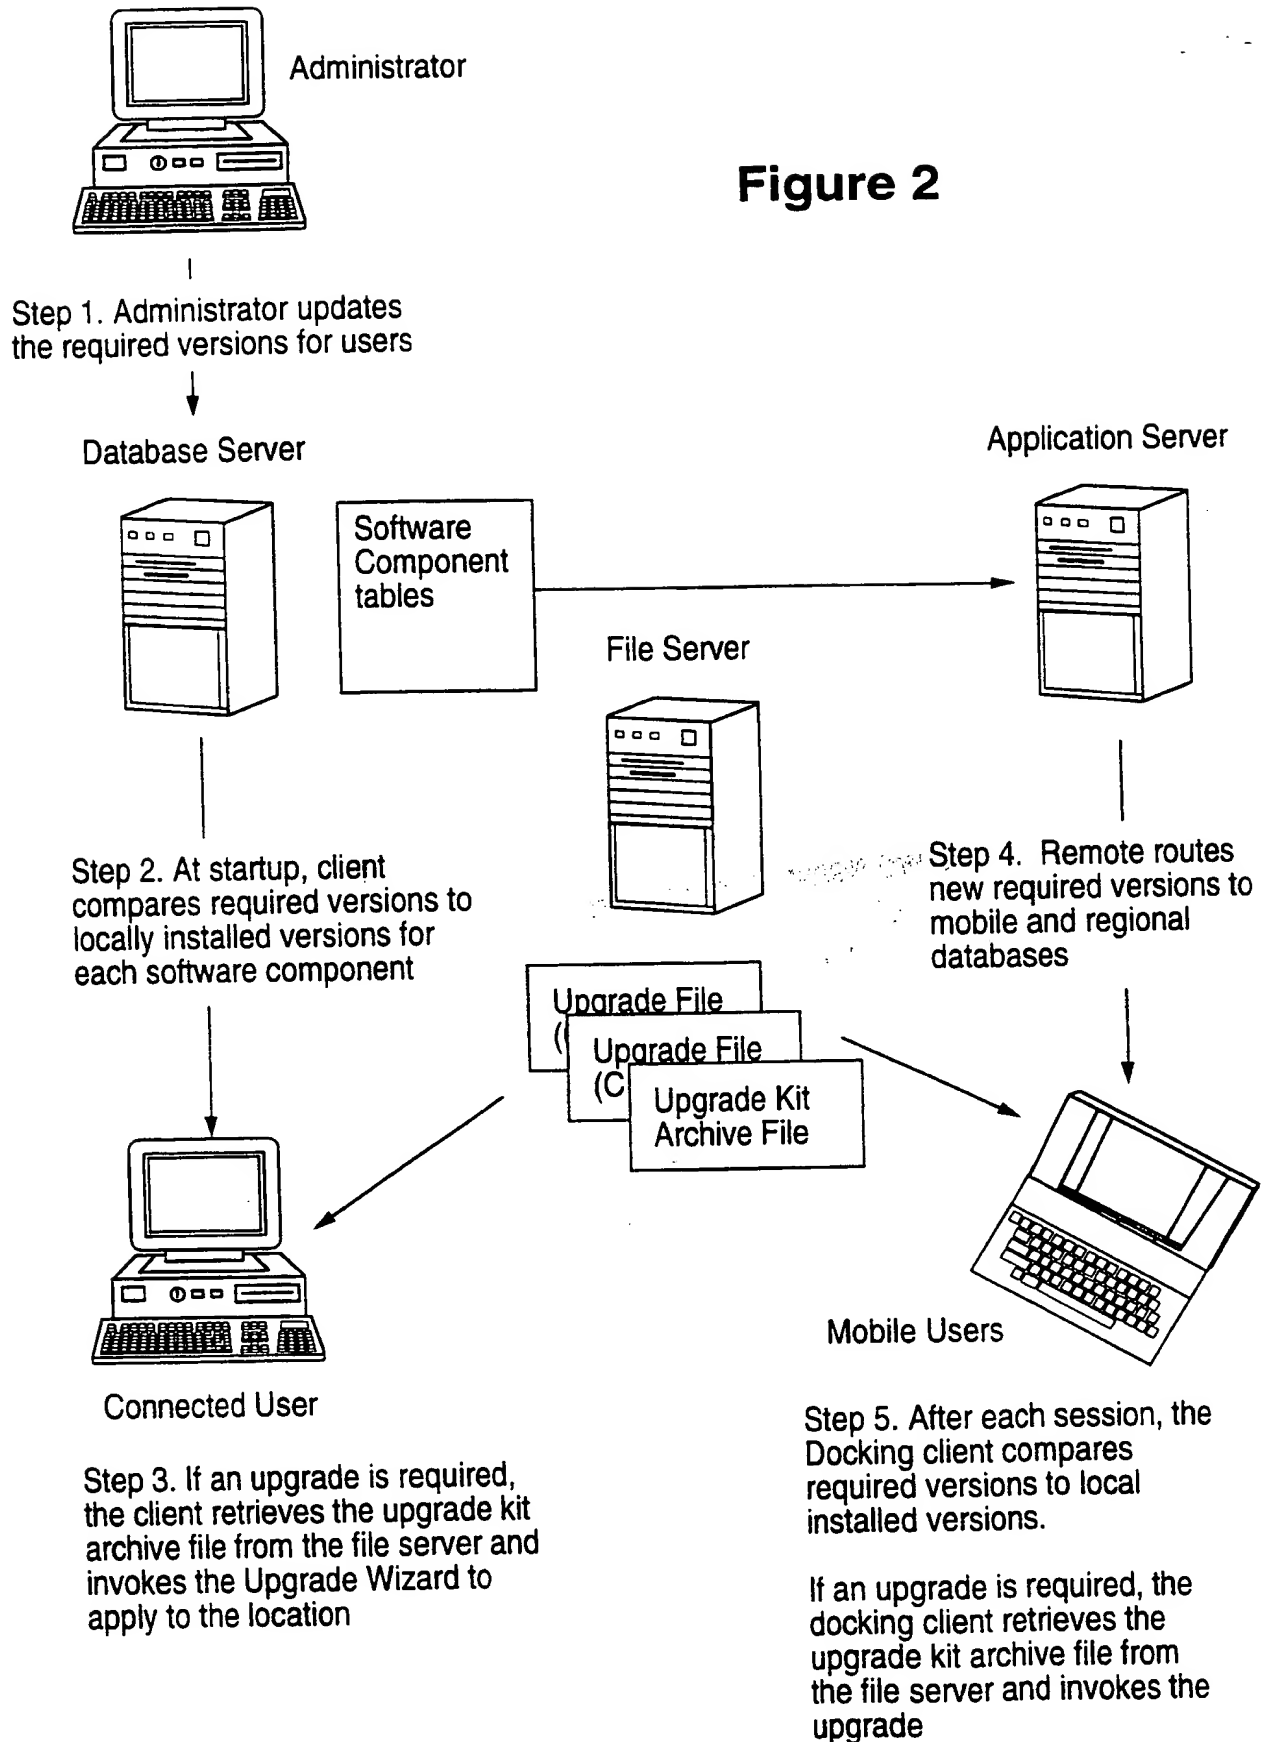 Administrator
Figure 2
Step 1. Administrator updates
the required versions for users
Database Server
Application Server
Software
Component
tables
File Server
Step 2. At startup, client
compares required versions to
locally installed versions for
each software component
Step 4. Remote routes
new required versions to
mobile and regional
databases
Upgrade File
(
Upgrade File
(C
Upgrade Kit
Archive File
Mobile Users
Connected User
Step 3. If an upgrade is required,
the client retrieves the upgrade kit
archive file from the file server and
invokes the Upgrade Wizard to
apply to the location
Step 5. After each session, the
Docking client compares
required versions to local
installed versions.
If an upgrade is required, the
docking client retrieves the
upgrade kit archive file from
the file server and invokes the
upgrade